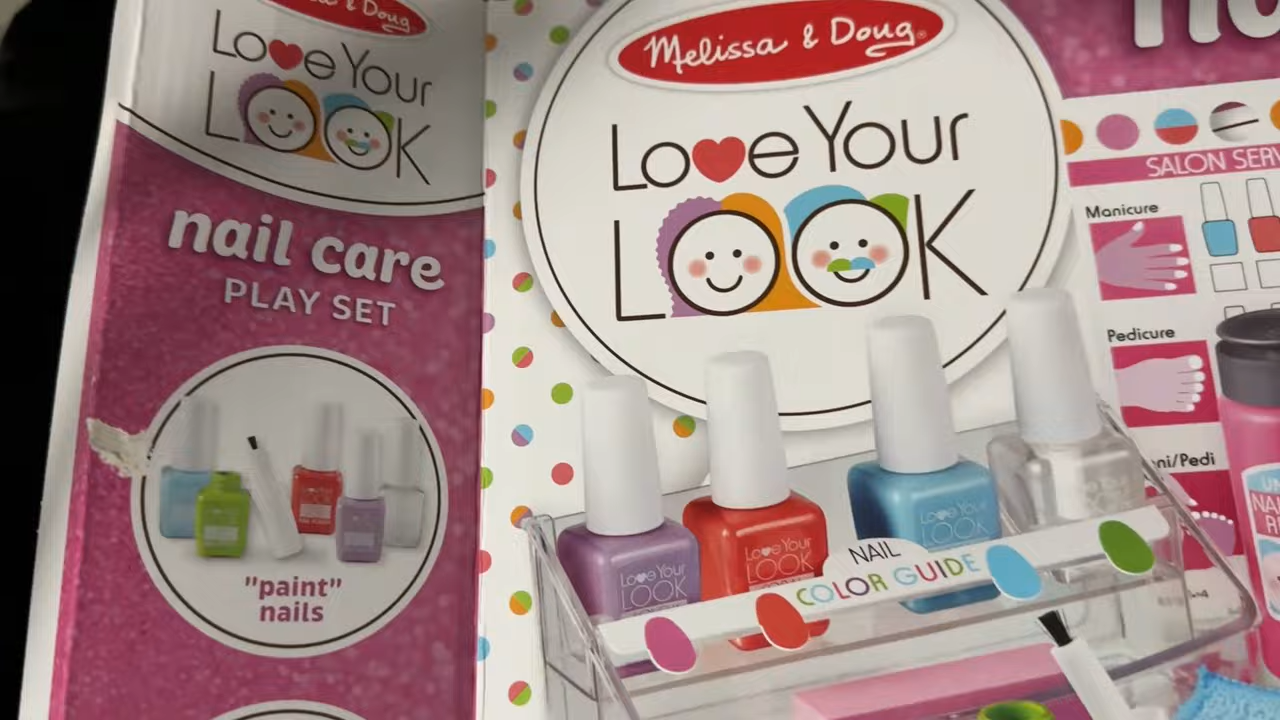 Melissa & Doug
Love Your
LOOK
nail care
PLAY SET
"paint"
nails
Melissa & Doug
Love Your
LOOK
SALON
Manicure
Pedicure
Love Your
LOOK
Love Your
LOOK
Love Your
LOOK
NAIL
COLOR GUIDE